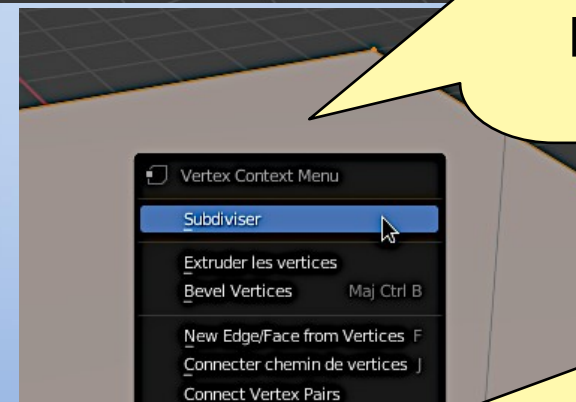 Vertex Context Menu
Subdiviser
Extruder les vertices
Bevel Vertices Maj Ctrl B
New Edge/Face from Vertices F
Connecter chemin de vertices J
Connect Vertex Pairs